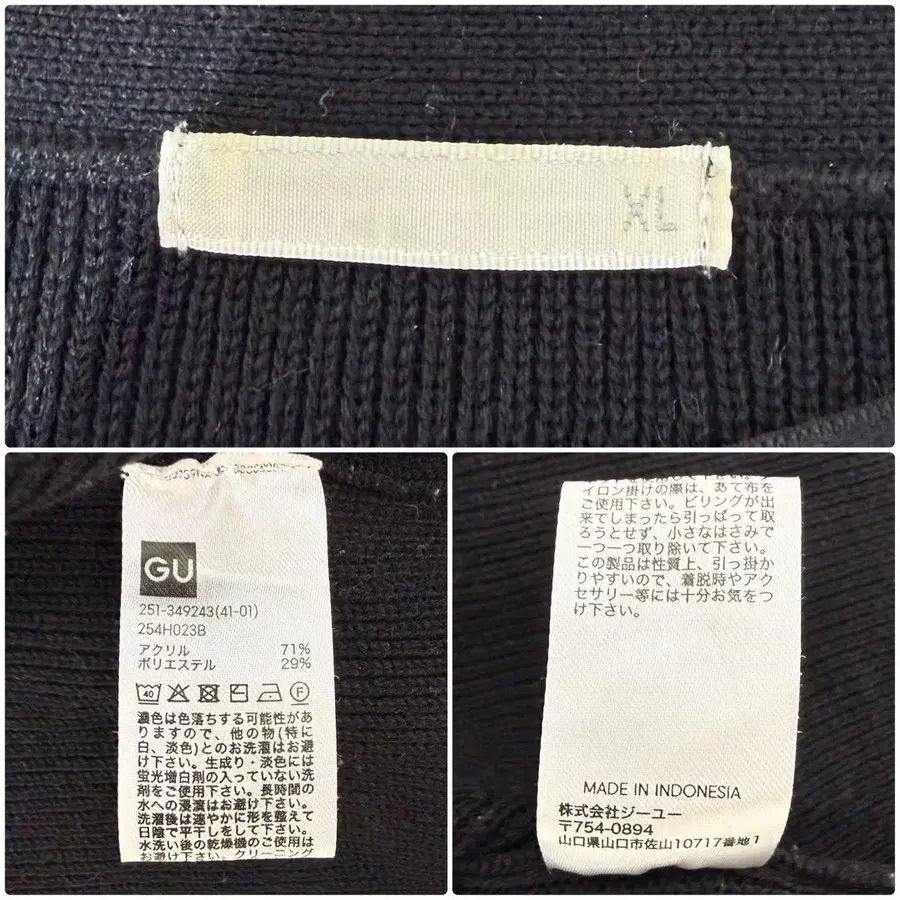 XL
GU
251-349243(41-01)
254H023B
アクリル 71%
ポリエステル 29%
40
F
濃色は色落ちする可能性があ
りますので、他の物(特に
白、淡色)とのお洗濯はお避
け下さい。生成り・淡色には
蛍光増白剤の入っていない洗
剤をご使用下さい。長時間の
水への浸漬はお避け下さい。
洗濯後は速やかに形を整えて
日陰で平干しをして下さい。
水洗い後の乾燥機のご使用は
お避け下さい。クリーニング
イロン掛けの際は、あて布を
ご使用下さい。ピリングが出
来てしまったら引っぱって取
ろうとせず、小さなはさみで
一つ一つ取り除いて下さい。
この製品は性質上、引っ掛か
りやすいので、着脱時やアク
セサリー等には十分お気をつ
け下さい。
MADE IN INDONESIA
株式会社ジーユー
〒754-0894
山口県山口市佐山10717番地1